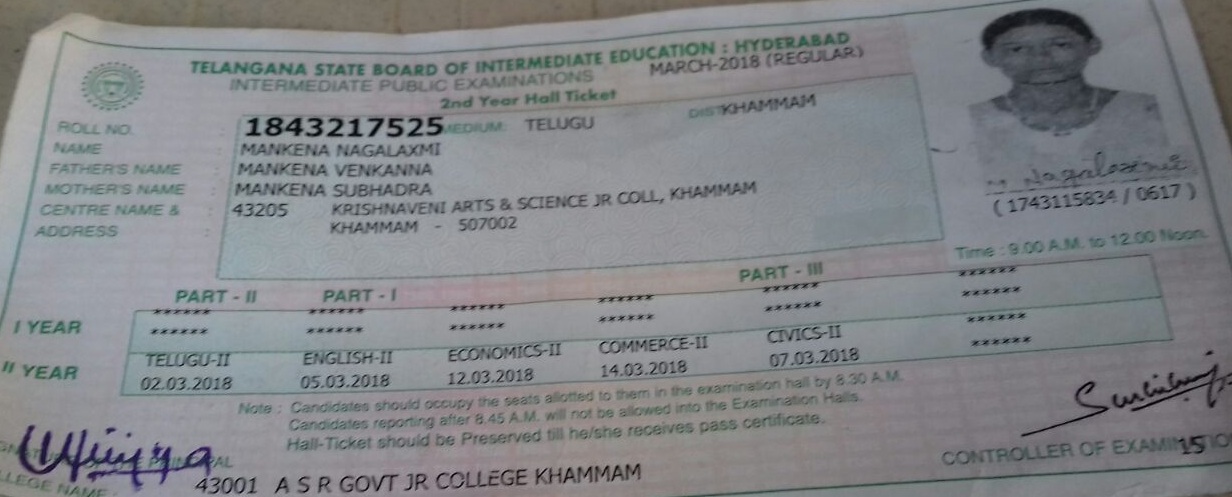 TELANGANA STATE BOARD OF INTERMEDIATE EDUCATION : HYDERABAD
INTERMEDIATE PUBLIC EXAMINATIONS MARCH-2018 (REGULAR)
2nd Year Hall Ticket
ROLL NO. : 1843217525 MEDIUM: TELUGU DIST KHAMMAM
NAME : MANKENA NAGALAXMI
FATHER'S NAME : MANKENA VENKANNA
MOTHER'S NAME : MANKENA SUBHADRA
CENTRE NAME & : 43205 KRISHNAVENI ARTS & SCIENCE JR COLL, KHAMMAM
ADDRESS : KHAMMAM - 507002
M. Nagalaxmi
( 1743115834 / 0617 )
Time : 9.00 A.M. to 12.00 Noon.
PART - II PART - I PART - III
****** ****** ****** ****** ****** ******
I YEAR ****** ****** ****** ****** ****** ******
II YEAR TELUGU-II ENGLISH-II ECONOMICS-II COMMERCE-II CIVICS-II ******
02.03.2018 05.03.2018 12.03.2018 14.03.2018 07.03.2018 ******
Note : Candidates should occupy the seats allotted to them in the examination hall by 8.30 A.M.
Candidates reporting after 8.45 A.M. will not be allowed into the Examination Halls.
Hall-Ticket should be Preserved till he/she receives pass certificate.
PRINCIPAL
CONTROLLER OF EXAMINATIO
15
LLEGE NAME : 43001 A S R GOVT JR COLLEGE KHAMMAM